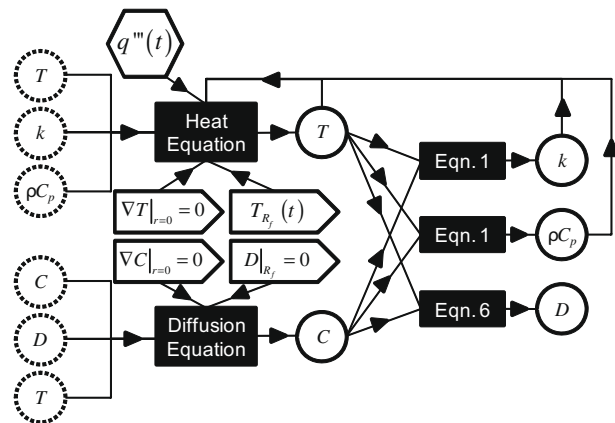 q'''(t)
T
k
ρC_p
Heat
Equation
T
Eqn. 1
k
∇T|_{r=0} = 0
T_{R_f}(t)
Eqn. 1
ρC_p
∇C|_{r=0} = 0
D|_{R_f} = 0
C
D
T
Diffusion
Equation
C
Eqn. 6
D